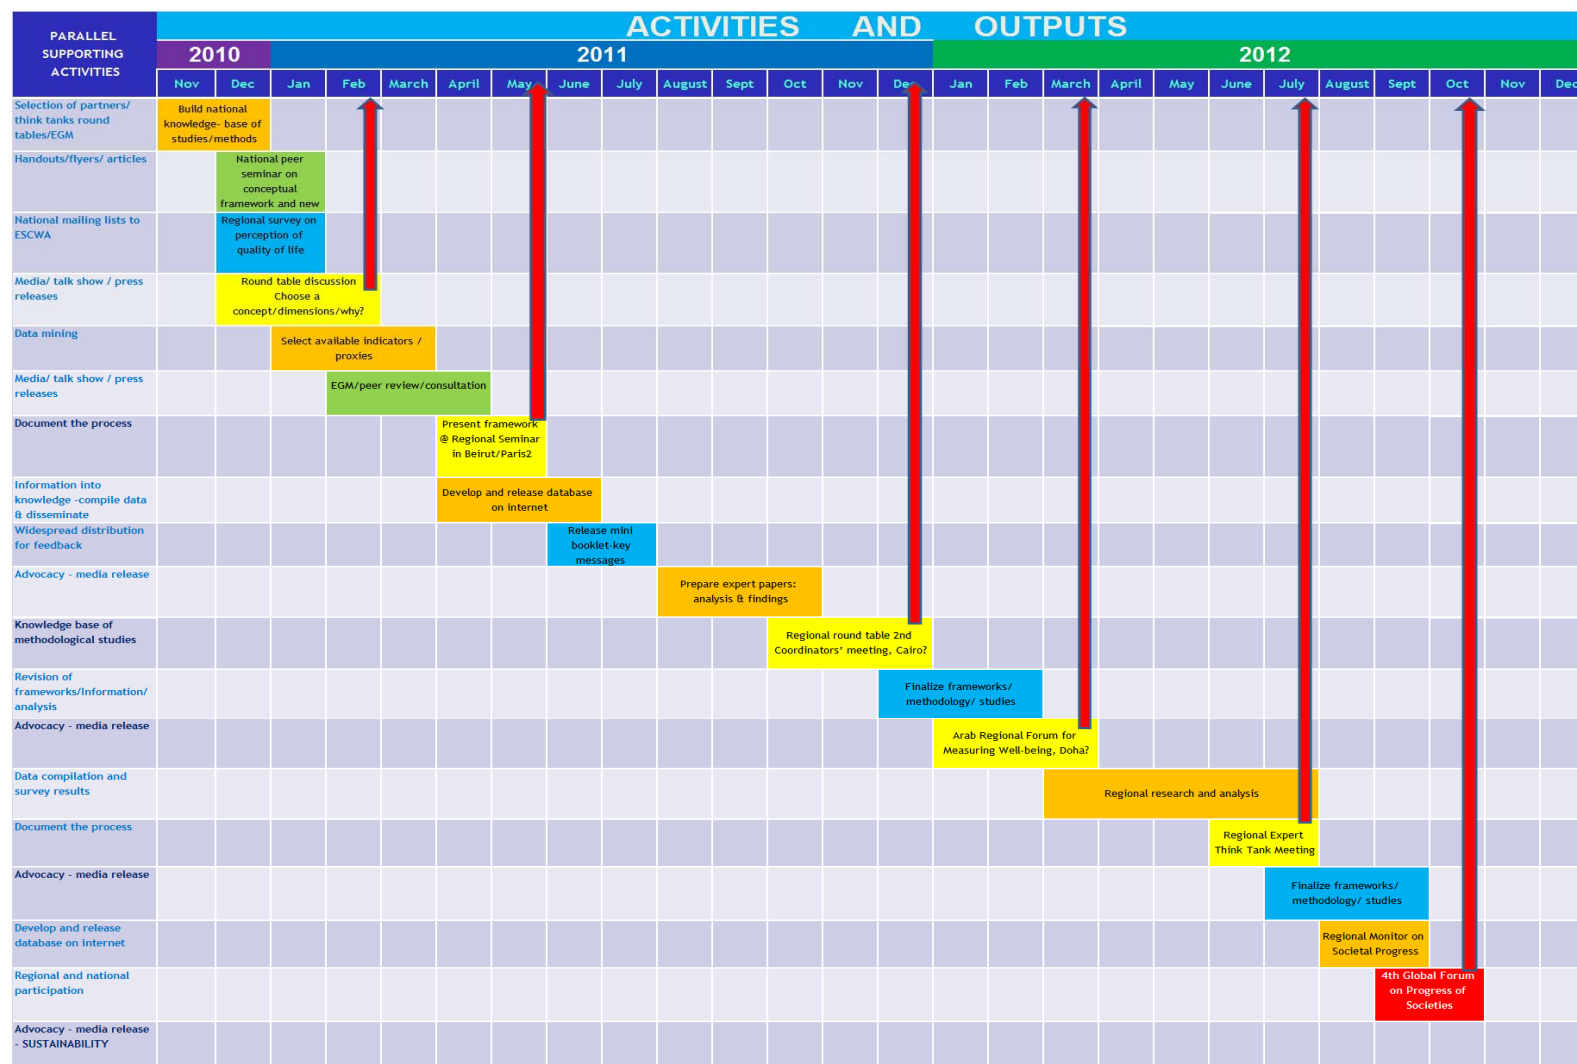 PARALLEL
SUPPORTING
ACTIVITIES
ACTIVITIES AND OUTPUTS
2010 2011 2012
Nov Dec Jan Feb March April May June July August Sept Oct Nov Dec Jan Feb March April May June July August Sept Oct Nov Dec
Selection of partners/
think tanks round
tables/EGM
Build national
knowledge- base of
studies/methods
Handouts/flyers/ articles
National peer
seminar on
conceptual
framework and new
National mailing lists to
ESCWA
Regional survey on
perception of
quality of life
Media/ talk show / press
releases
Round table discussion
Choose a
concept/dimensions/why?
Data mining
Select available indicators /
proxies
Media/ talk show / press
releases
EGM/peer review/consultation
Document the process
Present framework
@ Regional Seminar
in Beirut/Paris2
Information into
knowledge -compile data
& disseminate
Develop and release database
on internet
Widespread distribution
for feedback
Release mini
booklet-key
messages
Advocacy - media release
Prepare expert papers:
analysis & findings
Knowledge base of
methodological studies
Regional round table 2nd
Coordinators' meeting, Cairo?
Revision of
frameworks/Information/
analysis
Finalize frameworks/
methodology/ studies
Advocacy - media release
Arab Regional Forum for
Measuring Well-being, Doha?
Data compilation and
survey results
Regional research and analysis
Document the process
Regional Expert
Think Tank Meeting
Advocacy - media release
Finalize frameworks/
methodology/ studies
Develop and release
database on internet
Regional Monitor on
Societal Progress
Regional and national
participation
4th Global Forum
on Progress of
Societies
Advocacy - media release
- SUSTAINABILITY